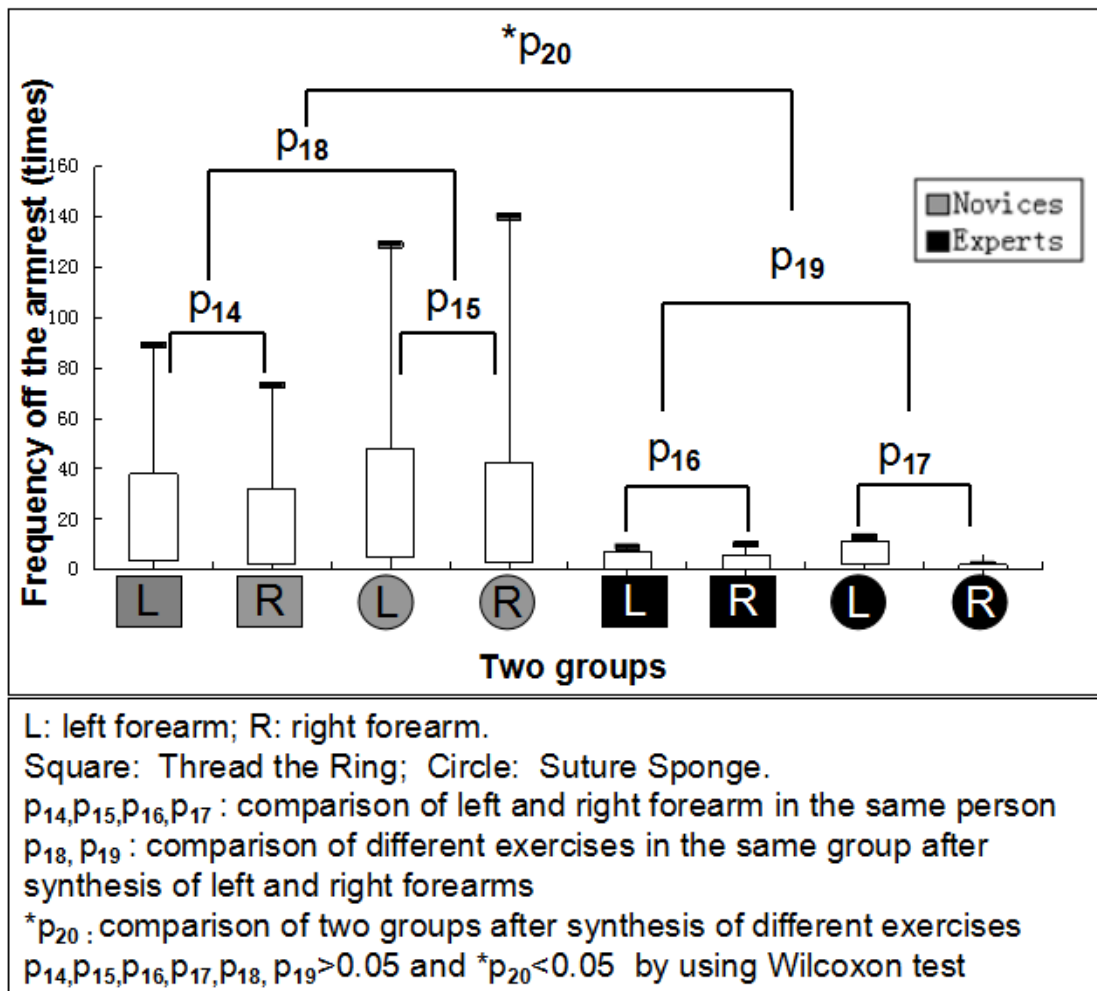 *p20
Frequency off the armrest (times)
p18
160
140
120
100
80
60
40
20
0
Novices
Experts
p19
p14
p15
p16
p17
L
R
L
R
L
R
L
R
Two groups
L: left forearm; R: right forearm.
Square: Thread the Ring; Circle: Suture Sponge.
p14,p15,p16,p17 : comparison of left and right forearm in the same person
p18, p19 : comparison of different exercises in the same group after
synthesis of left and right forearms
*p20 : comparison of two groups after synthesis of different exercises
p14,p15,p16,p17,p18, p19>0.05 and *p20<0.05 by using Wilcoxon test